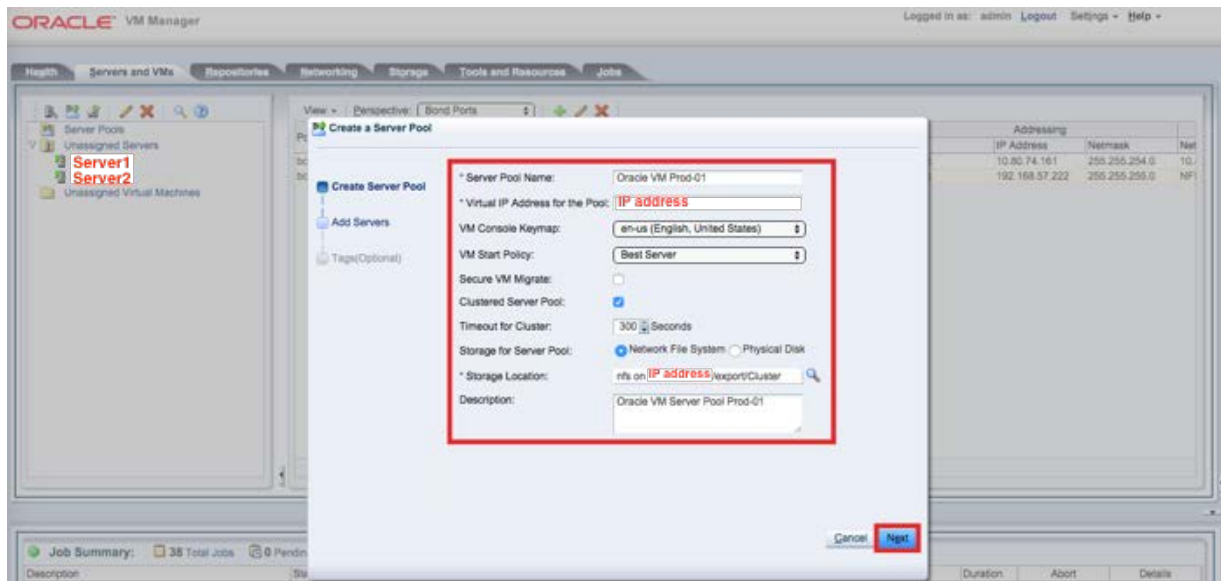 ORACLE VM Manager
Logged in as: admin Logout Settings Help
Health Servers and VMs Repositories Networking Storage Tools and Resources Jobs
View Perspective: Bond Ports
Server Pools
Unassigned Servers
Server1
Server2
Unassigned Virtual Machines
Create a Server Pool
Create Server Pool
Add Servers
Tags(Optional)
* Server Pool Name: Oracle VM Prod-01
* Virtual IP Address for the Pool: IP address
VM Console Keymap: en-us (English, United States)
VM Start Policy: Best Server
Secure VM Migrate:
Clustered Server Pool:
Timeout for Cluster: 300 Seconds
Storage for Server Pool: Network File System Physical Disk
* Storage Location: nfs on IP address /export/Cluster
Description: Oracle VM Server Pool Prod-01
Cancel Next
Addressing
IP Address Netmask
10.80.74.161 255.255.254.0 10.
192.168.57.222 255.255.255.0
Job Summary: 38 Total Jobs 0 Pendin
Description Duration Abort Details